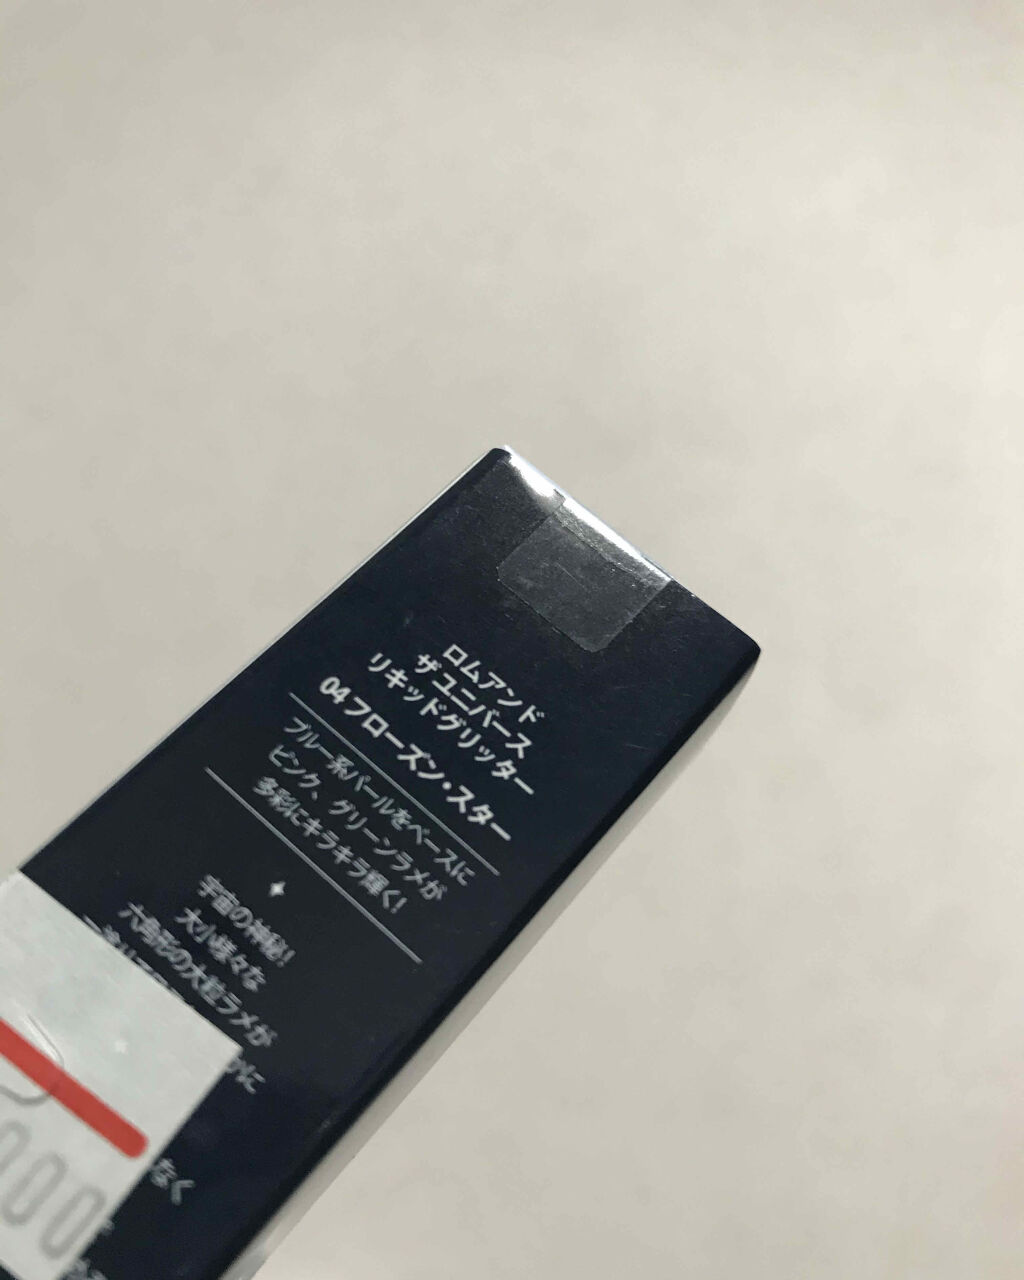 ロムアンド
ザ ユニバース
リキッドグリッター
04 フローズン・スター
ブルー系パールをベースに
ピンク、グリーンラメが
多彩にキラキラ輝く!
宇宙の神秘!
大小様々な
六角形の大粒ラメが
かに
なく